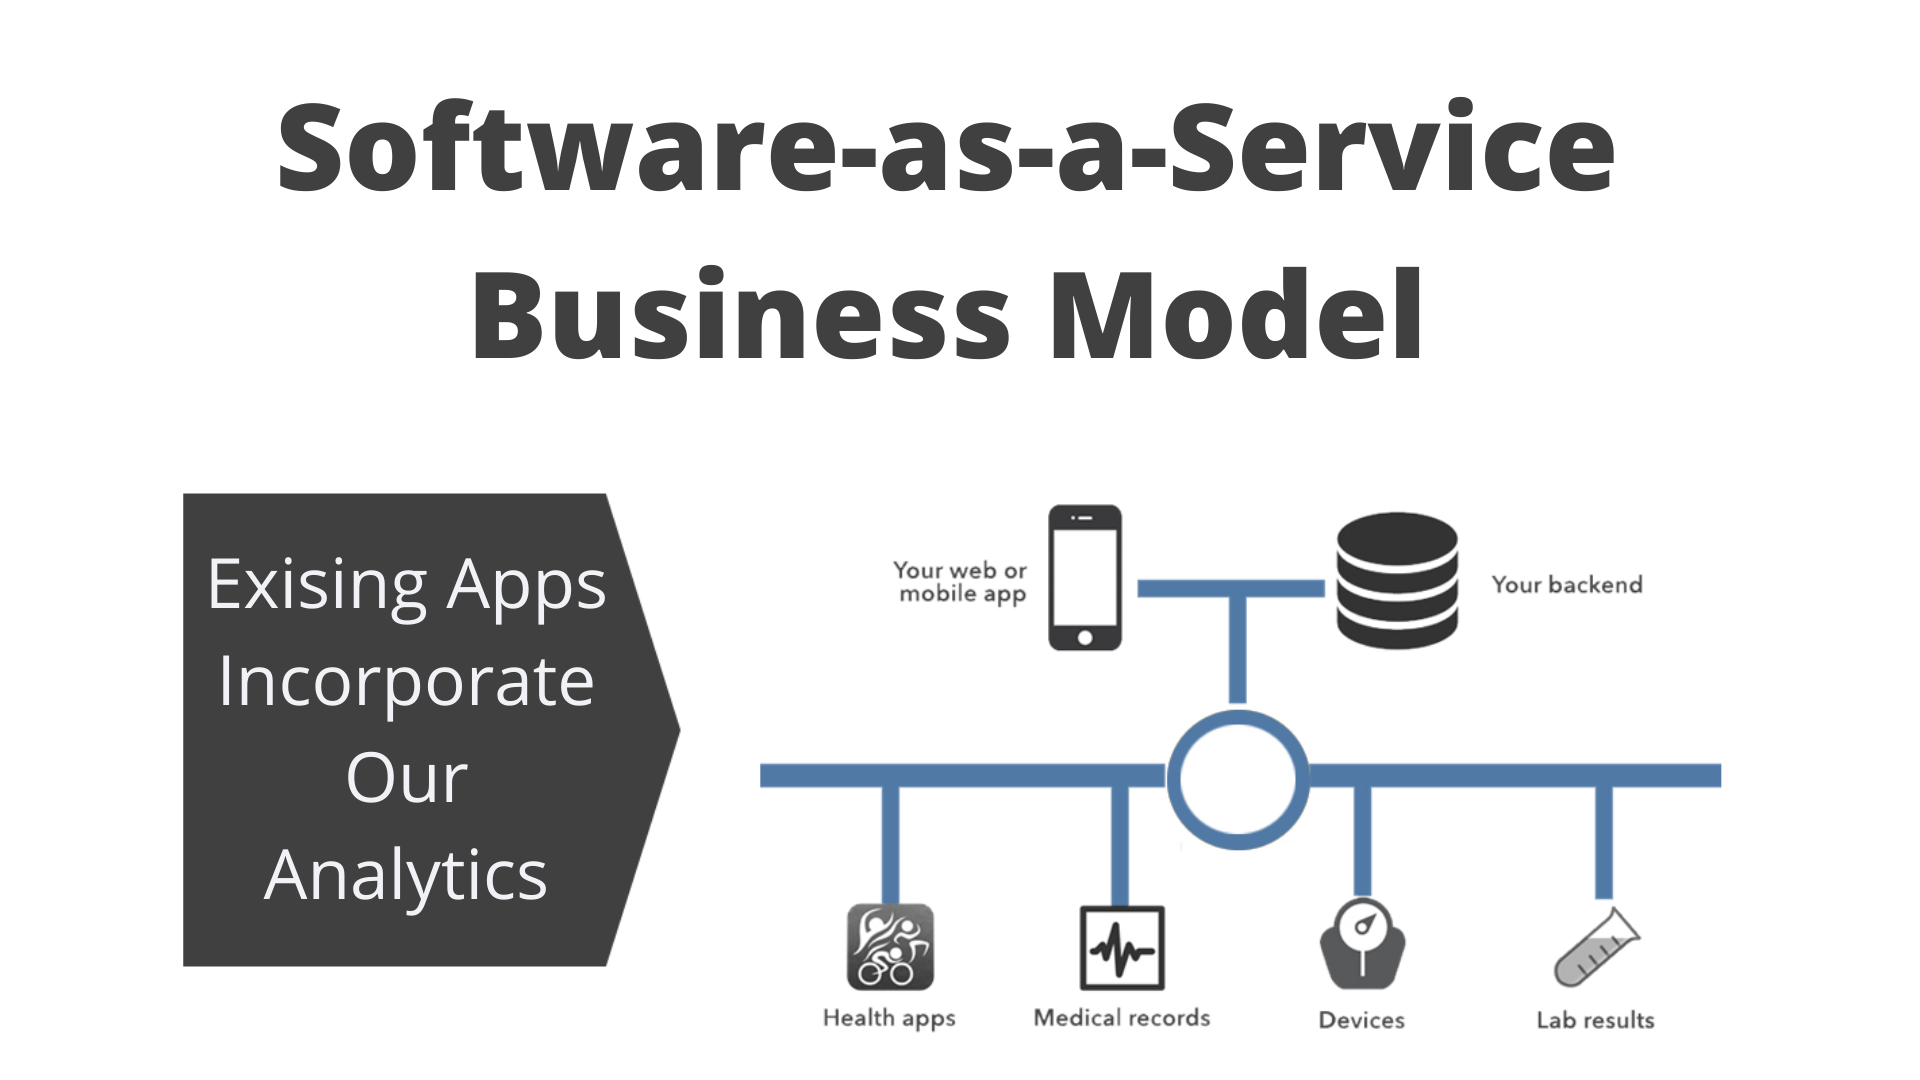 Software-as-a-Service
Business Model
Exising Apps
Incorporate
Our
Analytics
Your web or
mobile app
Your backend
Health apps
Medical records
Devices
Lab results